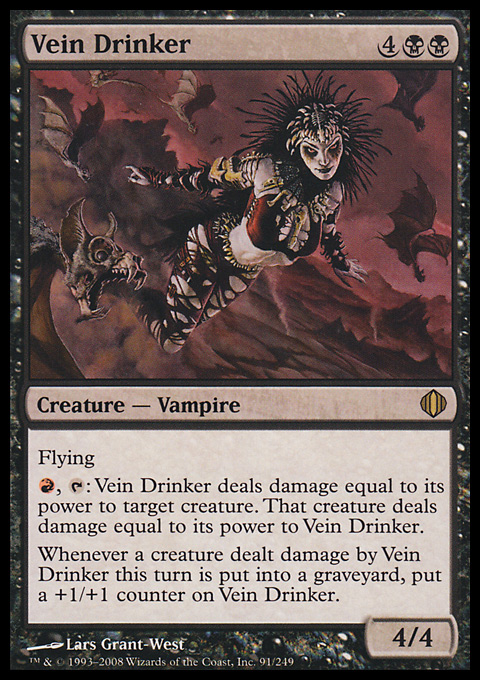 Vein Drinker 4
Creature — Vampire
Flying
, : Vein Drinker deals damage equal to its
power to target creature. That creature deals
damage equal to its power to Vein Drinker.
Whenever a creature dealt damage by Vein
Drinker this turn is put into a graveyard, put
a +1/+1 counter on Vein Drinker.
Lars Grant-West
4/4
™ & © 1993–2008 Wizards of the Coast, Inc. 91/249